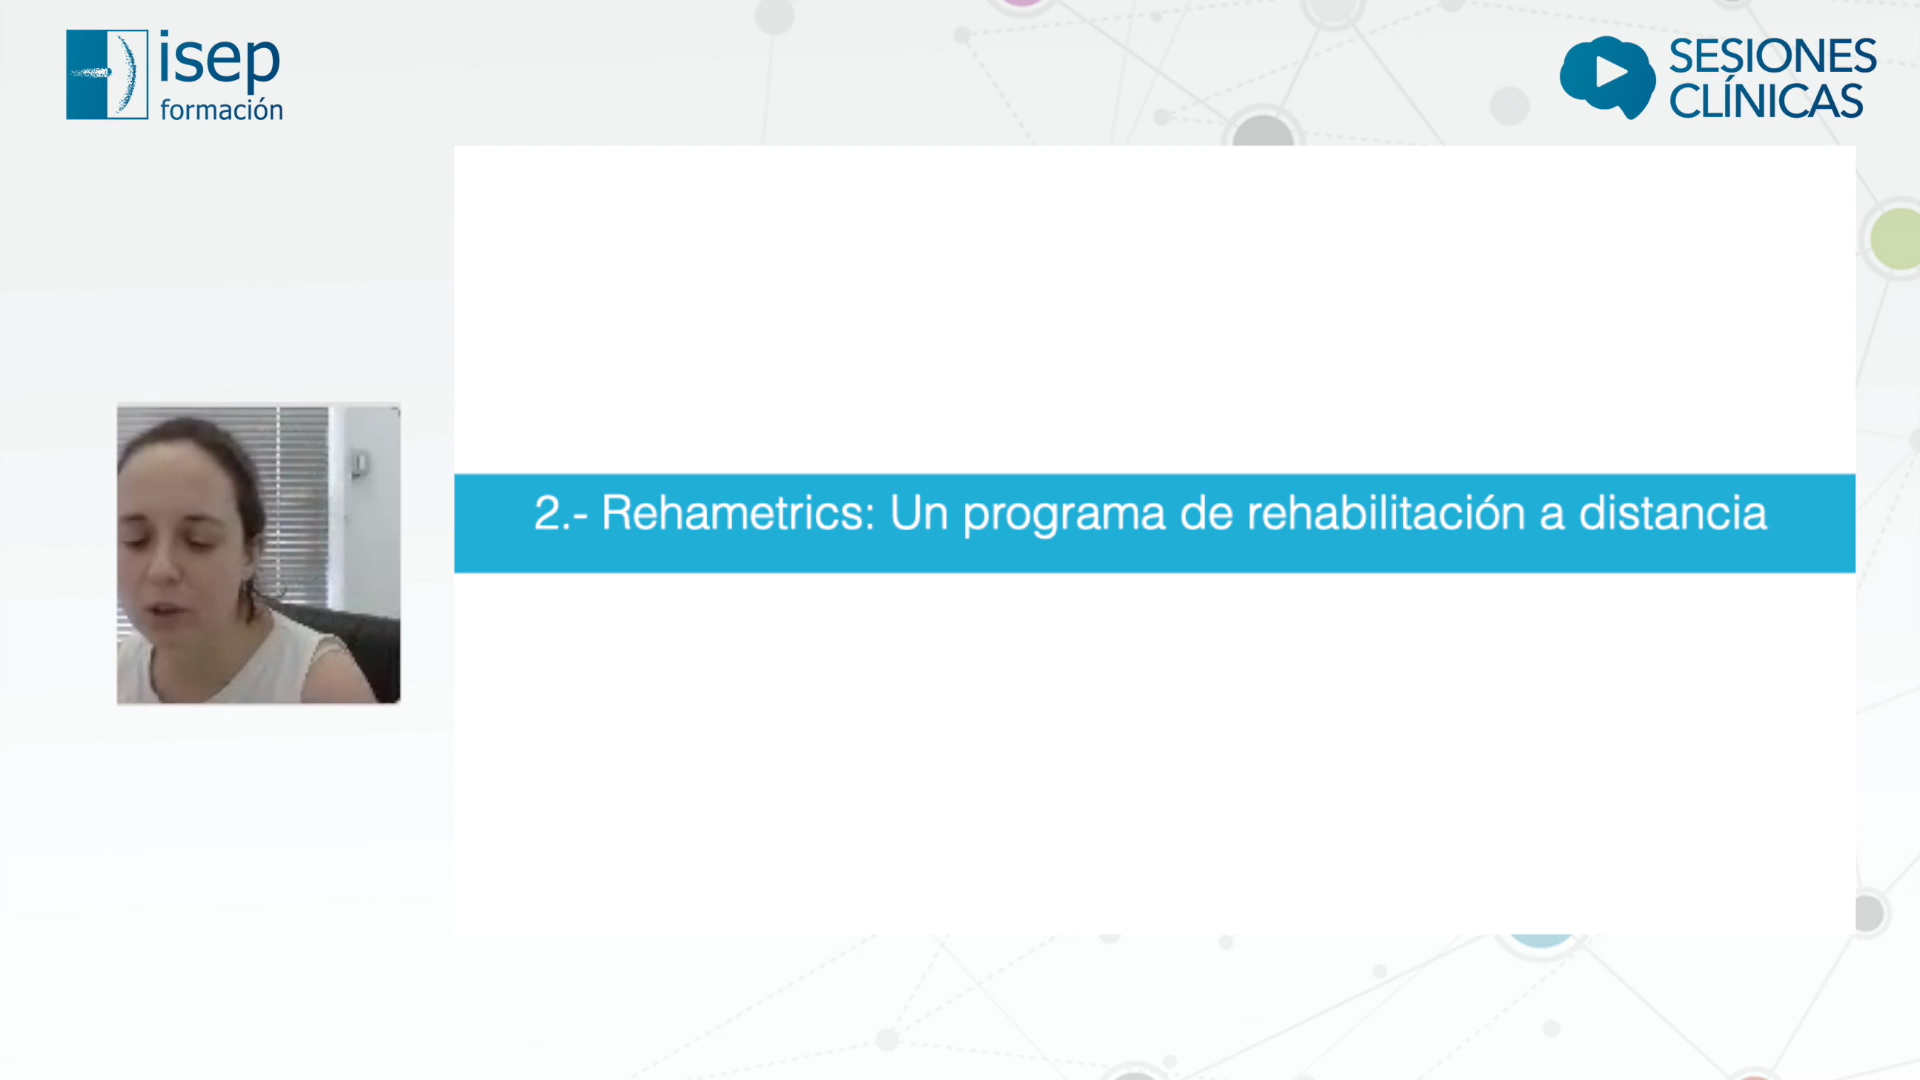 isep
formación
SESIONES
CLÍNICAS
2.- Rehametrics: Un programa de rehabilitación a distancia